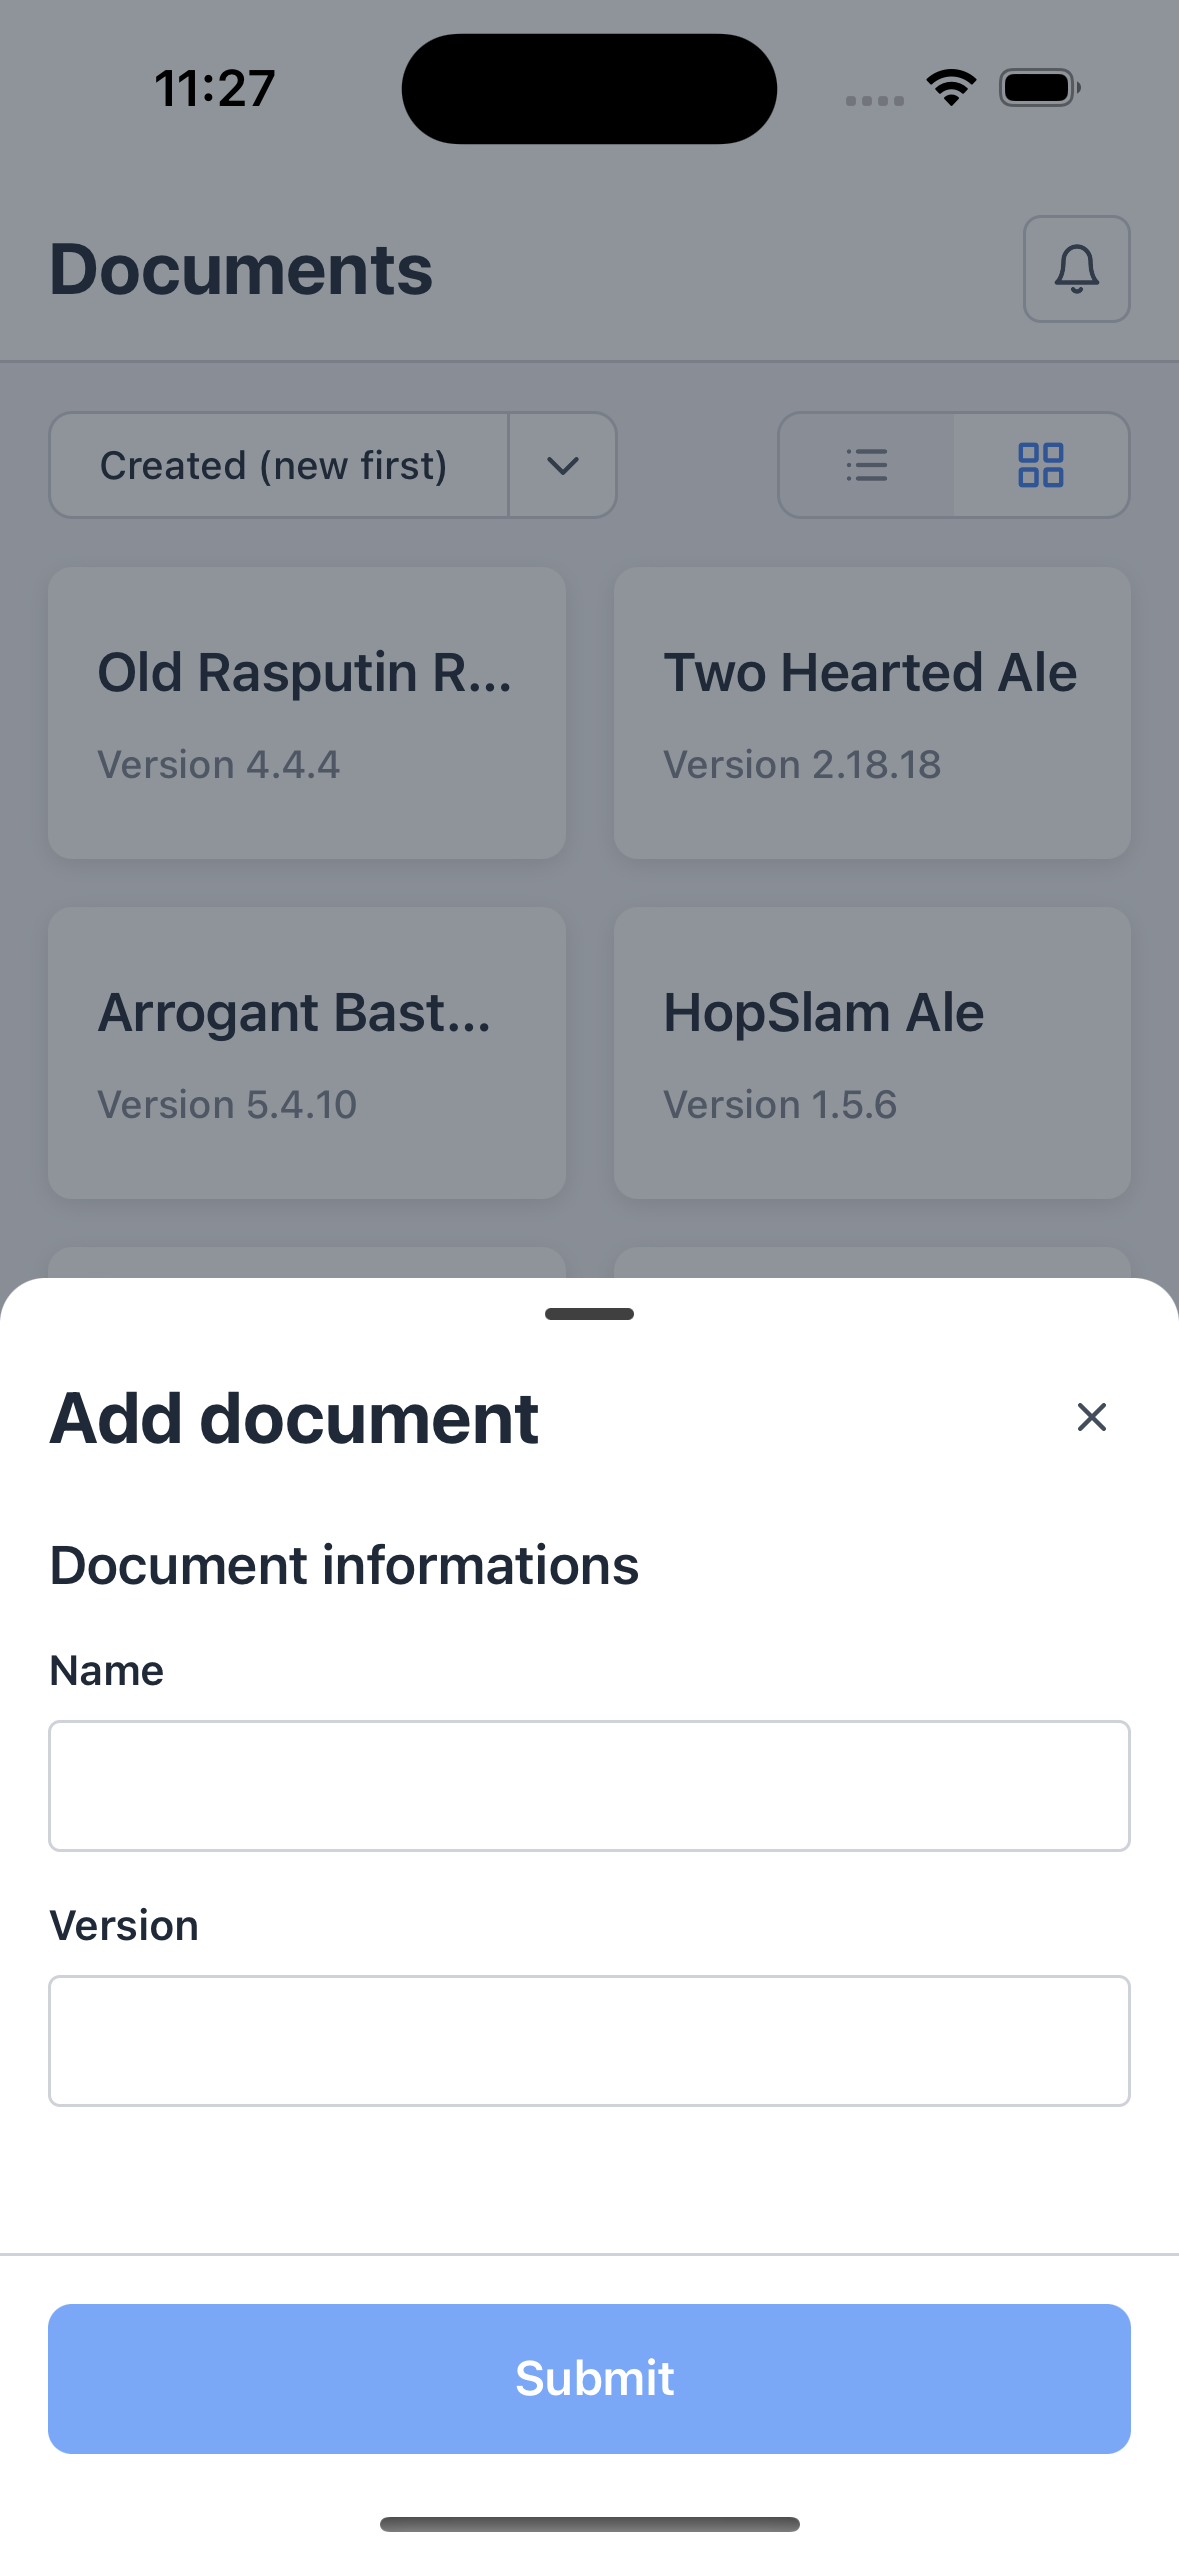 11:27
Documents
Created (new first)
Old Rasputin R...
Two Hearted Ale
Version 4.4.4
Version 2.18.18
Arrogant Bast...
HopSlam Ale
Version 5.4.10
Version 1.5.6
Add document
Document informations
Name
Version
Submit